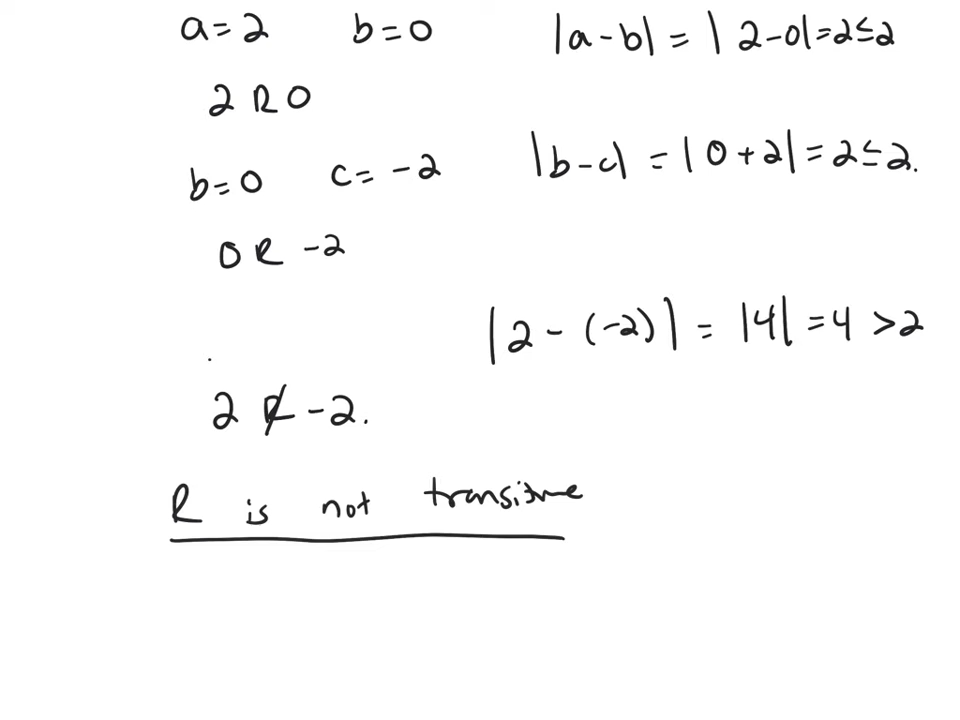 a = 2 b = 0 |a - b| = | 2 - 0| = 2 ≤ 2
2 R 0
b = 0 c = -2 |b - c| = | 0 + 2| = 2 ≤ 2.
0 R -2
|2 - (-2)| = |4| = 4 > 2
2 R̸ -2.
R is not transitive